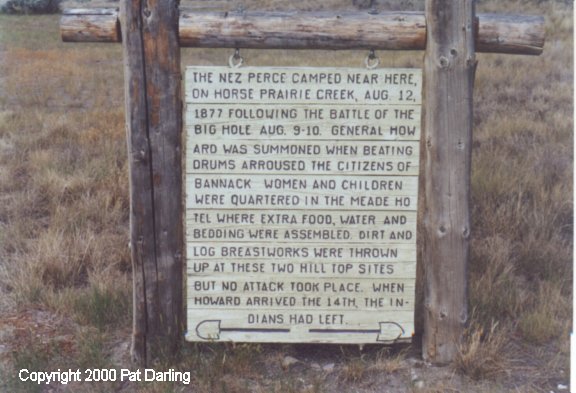 THE NEZ PERCE CAMPED NEAR HERE,
ON HORSE PRAIRIE CREEK, AUG. 12,
1877 FOLLOWING THE BATTLE OF THE
BIG HOLE AUG. 9-10. GENERAL HOW
ARD WAS SUMMONED WHEN BEATING
DRUMS ARROUSED THE CITIZENS OF
BANNACK. WOMEN AND CHILDREN
WERE QUARTERED IN THE MEADE HO
TEL WHERE EXTRA FOOD, WATER AND
BEDDING WERE ASSEMBLED. DIRT AND
LOG BREASTWORKS WERE THROWN
UP AT THESE TWO HILL TOP SITES
BUT NO ATTACK TOOK PLACE. WHEN
HOWARD ARRIVED THE 14TH, THE IN-
DIANS HAD LEFT.
Copyright 2000 Pat Darling